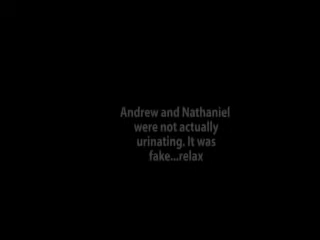 Andrew and Nathaniel
were not actually
urinating. It was
fake...relax